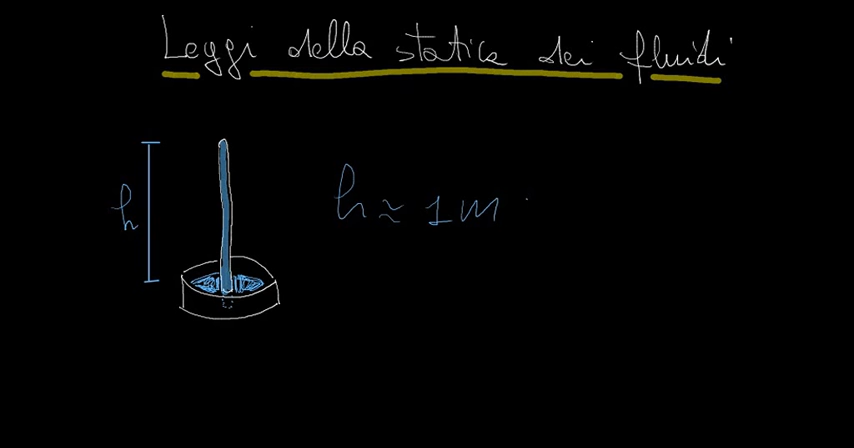 Leggi della statica dei fluidi
h
h ≃ 1 m